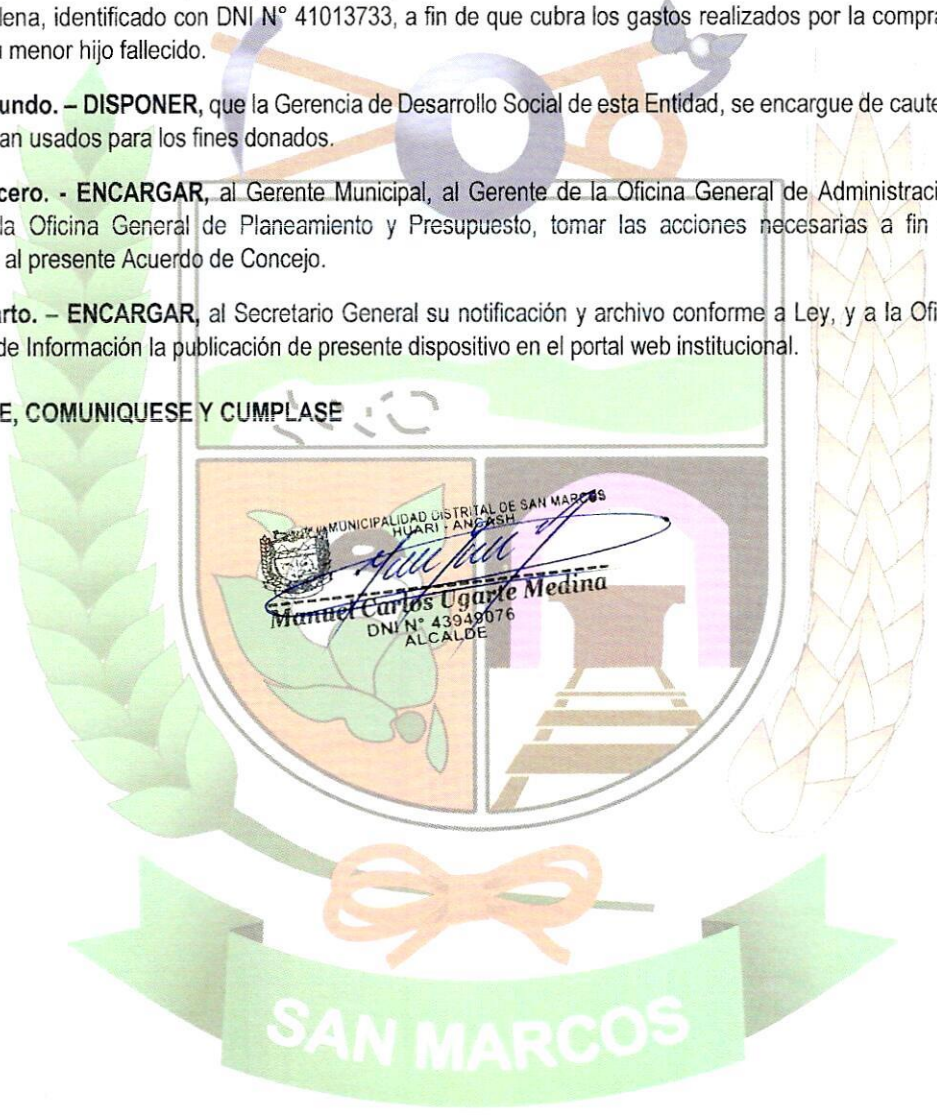 lena, identificado con DNI N° 41013733, a fin de que cubra los gastos realizados por la compra
menor hijo fallecido.
undo. – DISPONER, que la Gerencia de Desarrollo Social de esta Entidad, se encargue de caute
an usados para los fines donados.
cero. - ENCARGAR, al Gerente Municipal, al Gerente de la Oficina General de Administraci
la Oficina General de Planeamiento y Presupuesto, tomar las acciones necesarias a fin
al presente Acuerdo de Concejo.
rto. – ENCARGAR, al Secretario General su notificación y archivo conforme a Ley, y a la Ofi
de Información la publicación de presente dispositivo en el portal web institucional.
E, COMUNIQUESE Y CUMPLASE
MUNICIPALIDAD DISTRITAL DE SAN MARCOS
HUARI - ANCASH
Manuel Carlos Ugarte Medina
DNI N° 43949076
ALCALDE
SAN MARCOS